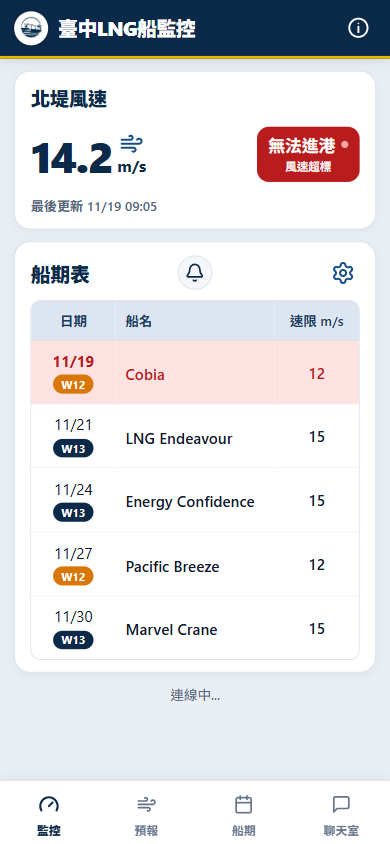 臺中LNG船監控
北堤風速
14.2 m/s
無法進港
風速超標
最後更新 11/19 09:05
船期表
日期 船名 速限 m/s
11/19
W12 Cobia 12
11/21
W13 LNG Endeavour 15
11/24
W13 Energy Confidence 15
11/27
W12 Pacific Breeze 12
11/30
W13 Marvel Crane 15
連線中...
監控 預報 船期 聊天室